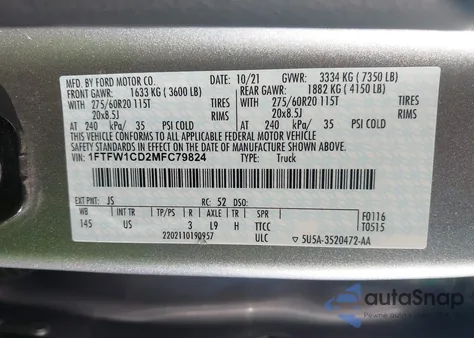 MFD. BY FORD MOTOR CO. 10/21 GVWR: 3334 KG (7350 LB)
FRONT GAWR: 1633 KG (3600 LB) REAR GAWR: 1882 KG (4150 LB)
275/60R20 115T TIRES 275/60R20 115T TIRES
20x8.5J RIMS 20x8.5J RIMS
AT 240 kPa/ 35 PSI COLD AT 240 kPa/ 35 PSI COLD
THIS VEHICLE CONFORMS TO ALL APPLICABLE FEDERAL MOTOR VEHICLE
SAFETY STANDARDS IN EFFECT ON THE DATE OF MANUFACTURE SHOWN ABOVE.
VIN: 1FTFW1CD2MFC79824 TYPE: Truck
EXT PNT: JS RC: 52 DSO: F0116
WB INT TR TP/PS R AXLE TR SPR T0515
145 US 3 L9 H TTCC
2202110190957 ULC 5U5A-3520472-AA
autoSnap